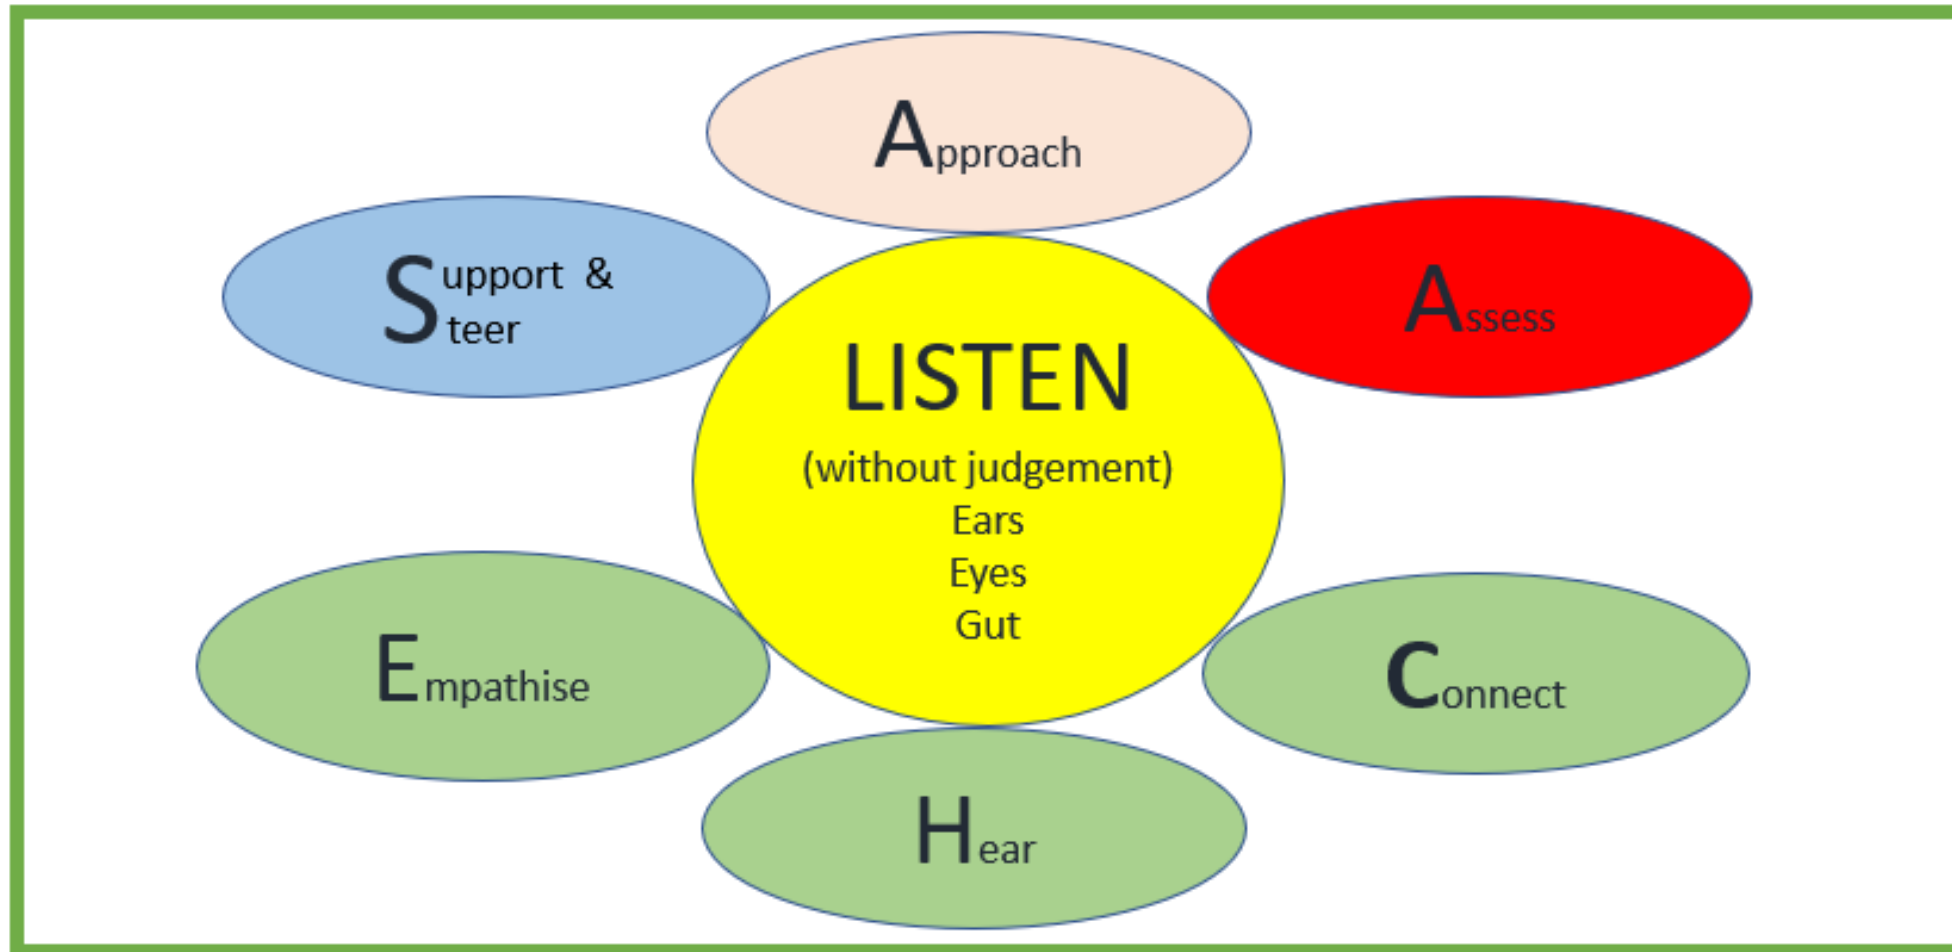 Approach
Support &
teer
Assess
LISTEN
(without judgement)
Ears
Eyes
Gut
Empathise
Connect
Hear